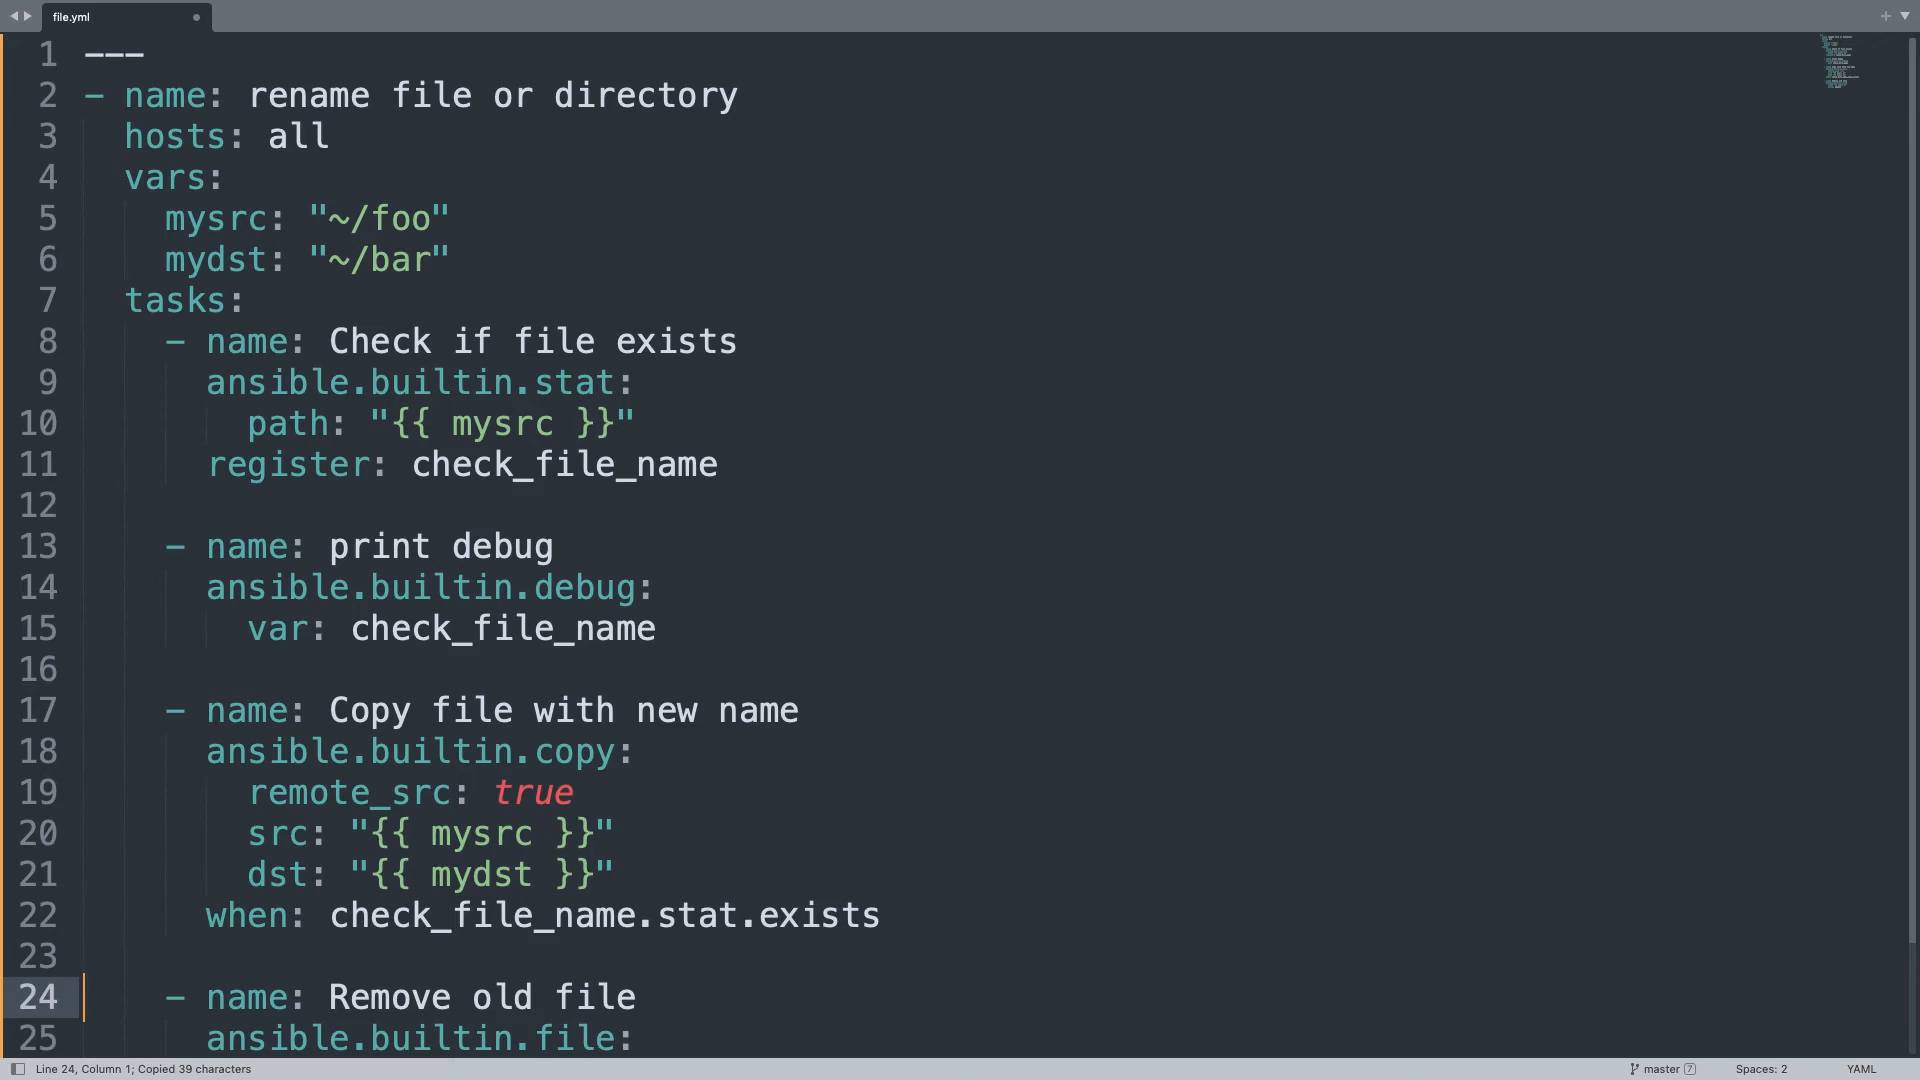 file.yml
1 ---
2 - name: rename file or directory
3 hosts: all
4 vars:
5 mysrc: "~/foo"
6 mydst: "~/bar"
7 tasks:
8 - name: Check if file exists
9 ansible.builtin.stat:
10 path: "{{ mysrc }}"
11 register: check_file_name
12
13 - name: print debug
14 ansible.builtin.debug:
15 var: check_file_name
16
17 - name: Copy file with new name
18 ansible.builtin.copy:
19 remote_src: true
20 src: "{{ mysrc }}"
21 dst: "{{ mydst }}"
22 when: check_file_name.stat.exists
23
24 - name: Remove old file
25 ansible.builtin.file:
Line 24, Column 1; Copied 39 characters master 7 Spaces: 2 YAML